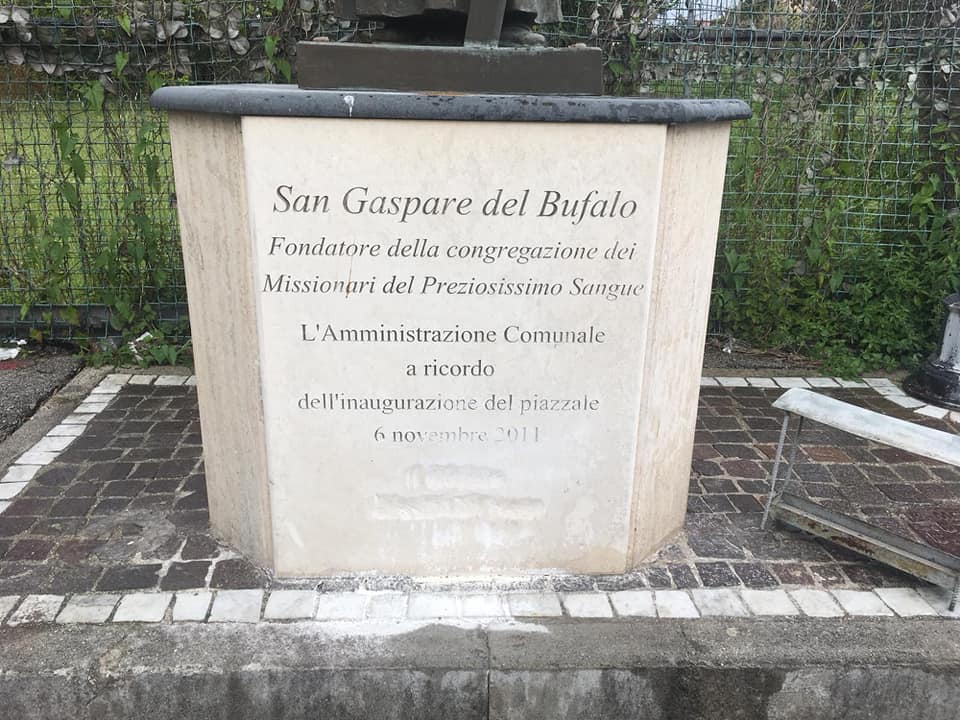 San Gaspare del Bufalo
Fondatore della congregazione dei
Missionari del Preziosissimo Sangue
L'Amministrazione Comunale
a ricordo
dell'inaugurazione del piazzale
6 novembre 2011